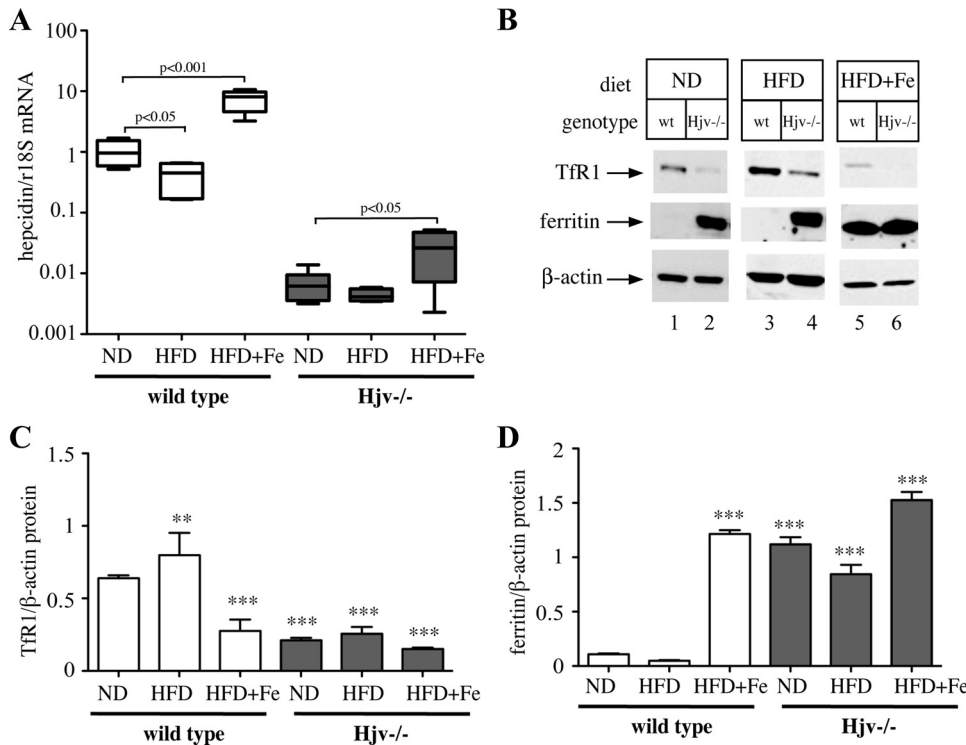 A
hepcidin/r18S mRNA
100
10
1
0.1
0.01
0.001
p<0.001
p<0.05
p<0.05
ND HFD HFD+Fe ND HFD HFD+Fe
wild type Hjv-/-
B
diet ND HFD HFD+Fe
genotype wt Hjv-/- wt Hjv-/- wt Hjv-/-
TfR1
ferritin
β-actin
1 2 3 4 5 6
C
TfR1/β-actin protein
1.5
1
0.5
0
** *** *** *** ***
ND HFD HFD+Fe ND HFD HFD+Fe
wild type Hjv-/-
D
ferritin/β-actin protein
2
1.5
1
0.5
0
*** *** *** ***
ND HFD HFD+Fe ND HFD HFD+Fe
wild type Hjv-/-